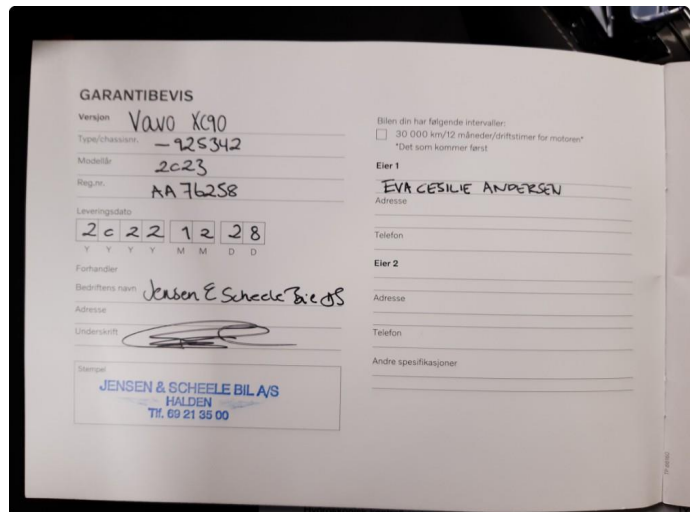 GARANTIBEVIS
Versjon Vovo XC90
Type/chassisnr. -925342
Modellår 2023
Reg.nr. AA 76258
Leveringsdato
2022 12 28
Y Y Y Y M M D D
Forhandler
Bedriftens navn Jensen & Scheele Bil AS
Adresse
Underskrift
Stempel
JENSEN & SCHEELE BIL A/S
HALDEN
Tlf. 69 21 35 00
Bilen din har følgende intervaller:
30 000 km/12 måneder/driftstimer for motoren*
*Det som kommer først
Eier 1
EVA CESILIE ANDERSEN
Adresse
Telefon
Eier 2
Adresse
Telefon
Andre spesifikasjoner